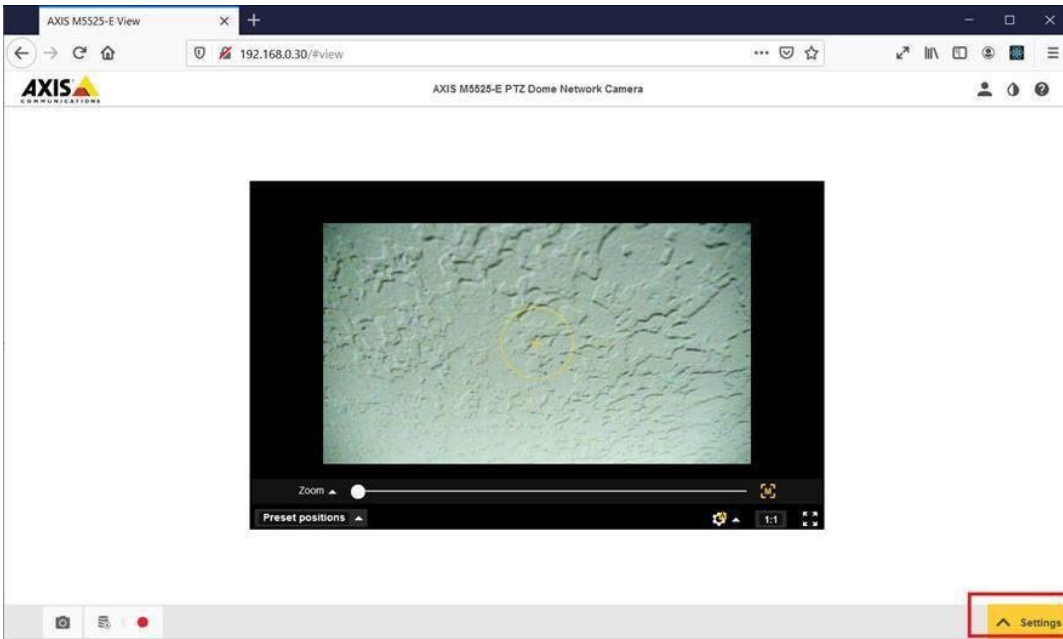 AXIS M5525-E View
192.168.0.30/#view
AXIS
COMMUNICATIONS
AXIS M5525-E PTZ Dome Network Camera
Zoom
M
Preset positions
1:1
Settings